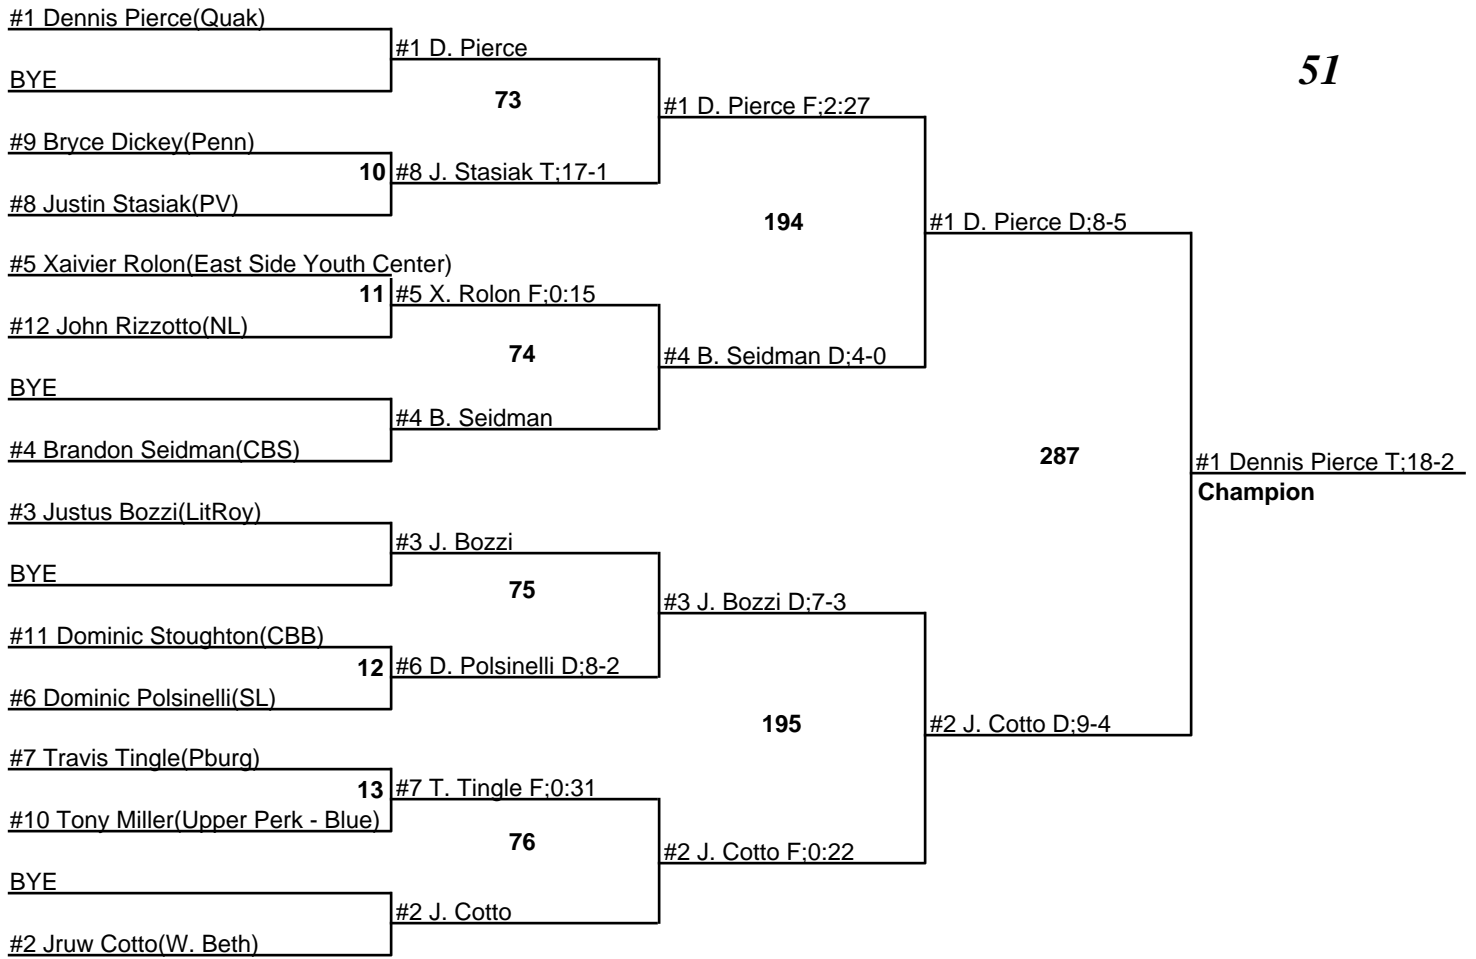 #1 Dennis Pierce(Quak)
#1 D. Pierce
51
BYE
73
#1 D. Pierce F;2:27
#9 Bryce Dickey(Penn)
10
#8 J. Stasiak T;17-1
#8 Justin Stasiak(PV)
194
#1 D. Pierce D;8-5
#5 Xaivier Rolon(East Side Youth Center)
11
#5 X. Rolon F;0:15
#12 John Rizzotto(NL)
74
#4 B. Seidman D;4-0
BYE
#4 B. Seidman
#4 Brandon Seidman(CBS)
287
#1 Dennis Pierce T;18-2
Champion
#3 Justus Bozzi(LitRoy)
#3 J. Bozzi
BYE
75
#3 J. Bozzi D;7-3
#11 Dominic Stoughton(CBB)
12
#6 D. Polsinelli D;8-2
#6 Dominic Polsinelli(SL)
195
#2 J. Cotto D;9-4
#7 Travis Tingle(Pburg)
13
#7 T. Tingle F;0:31
#10 Tony Miller(Upper Perk - Blue)
76
#2 J. Cotto F;0:22
BYE
#2 J. Cotto
#2 Jruw Cotto(W. Beth)